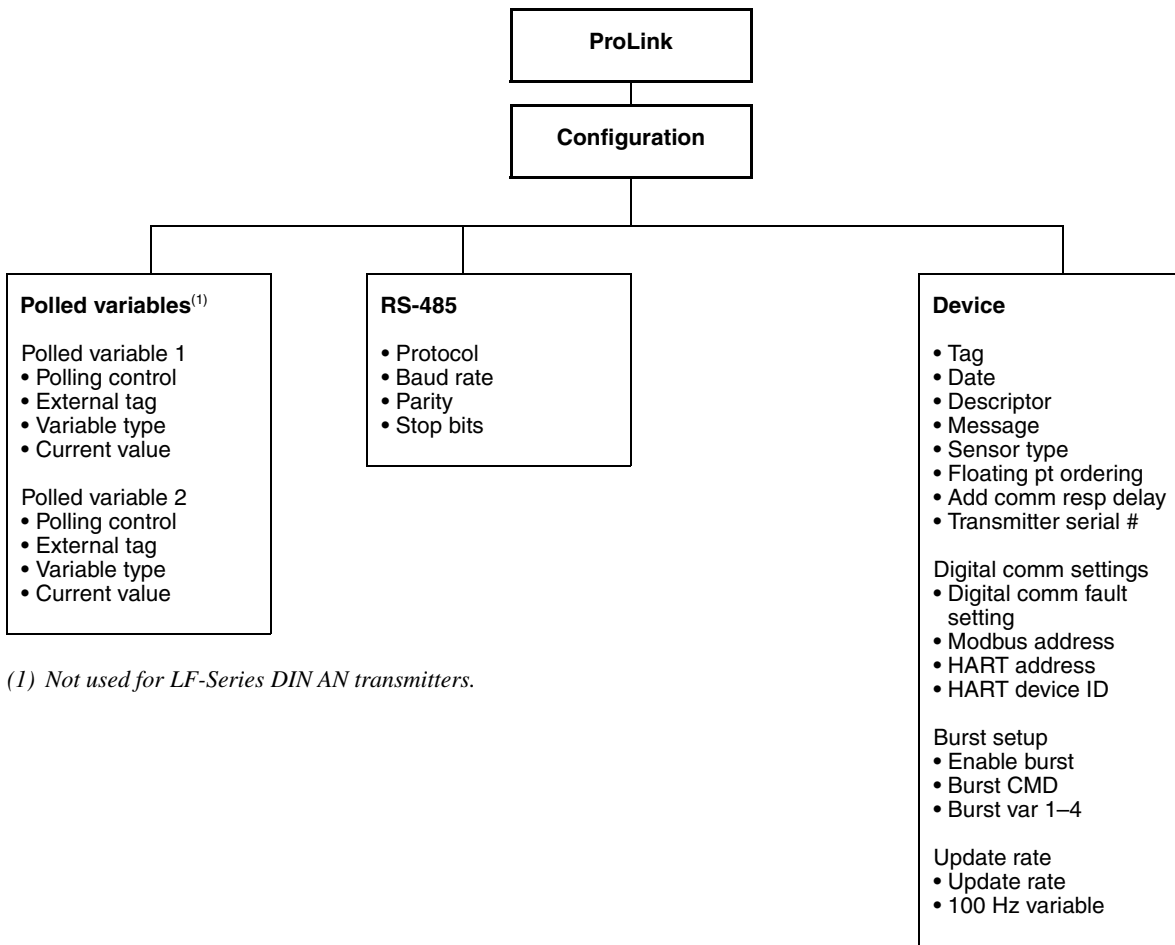 ProLink
Configuration
Polled variables(1)
Polled variable 1
• Polling control
• External tag
• Variable type
• Current value
Polled variable 2
• Polling control
• External tag
• Variable type
• Current value
RS-485
• Protocol
• Baud rate
• Parity
• Stop bits
Device
• Tag
• Date
• Descriptor
• Message
• Sensor type
• Floating pt ordering
• Add comm resp delay
• Transmitter serial #
Digital comm settings
• Digital comm fault
setting
• Modbus address
• HART address
• HART device ID
Burst setup
• Enable burst
• Burst CMD
• Burst var 1–4
Update rate
• Update rate
• 100 Hz variable
(1) Not used for LF-Series DIN AN transmitters.